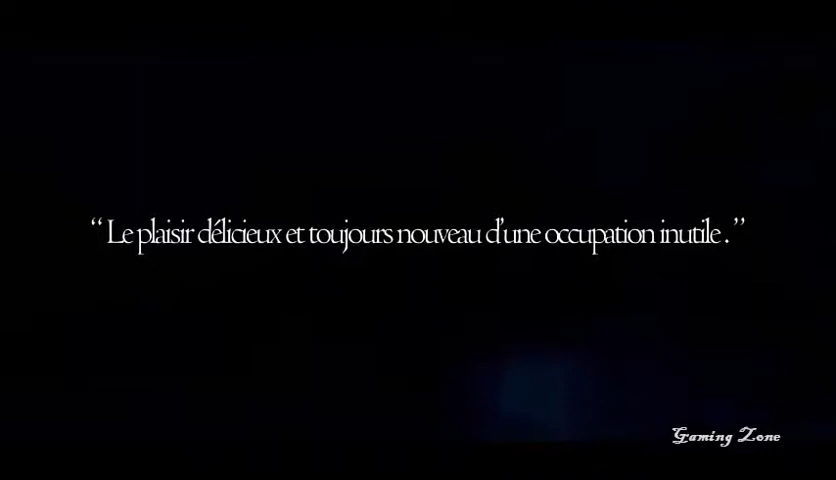 “ Le plaisir délicieux et toujours nouveau d’une occupation inutile . ”
Gaming Zone